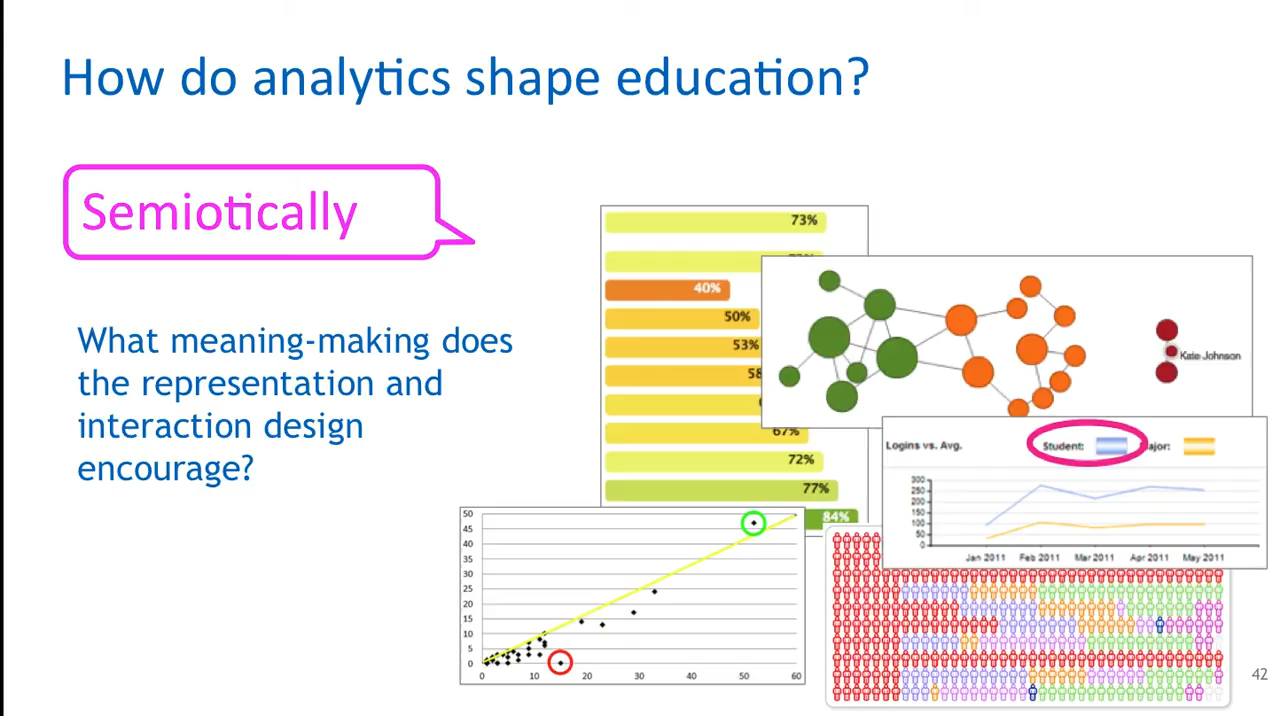 How do analytics shape education?
Semiotically
What meaning-making does
the representation and
interaction design
encourage?
73%
40%
50%
53%
67%
72%
77%
84%
Kate Johnson
Logins vs. Avg.
Student:
300
250
200
150
100
50
0
Jan 2011 Feb 2011 Mar 2011 Apr 2011 May 2011
50
45
40
35
30
25
20
15
10
5
0
0 10 20 30 40 50 60
42